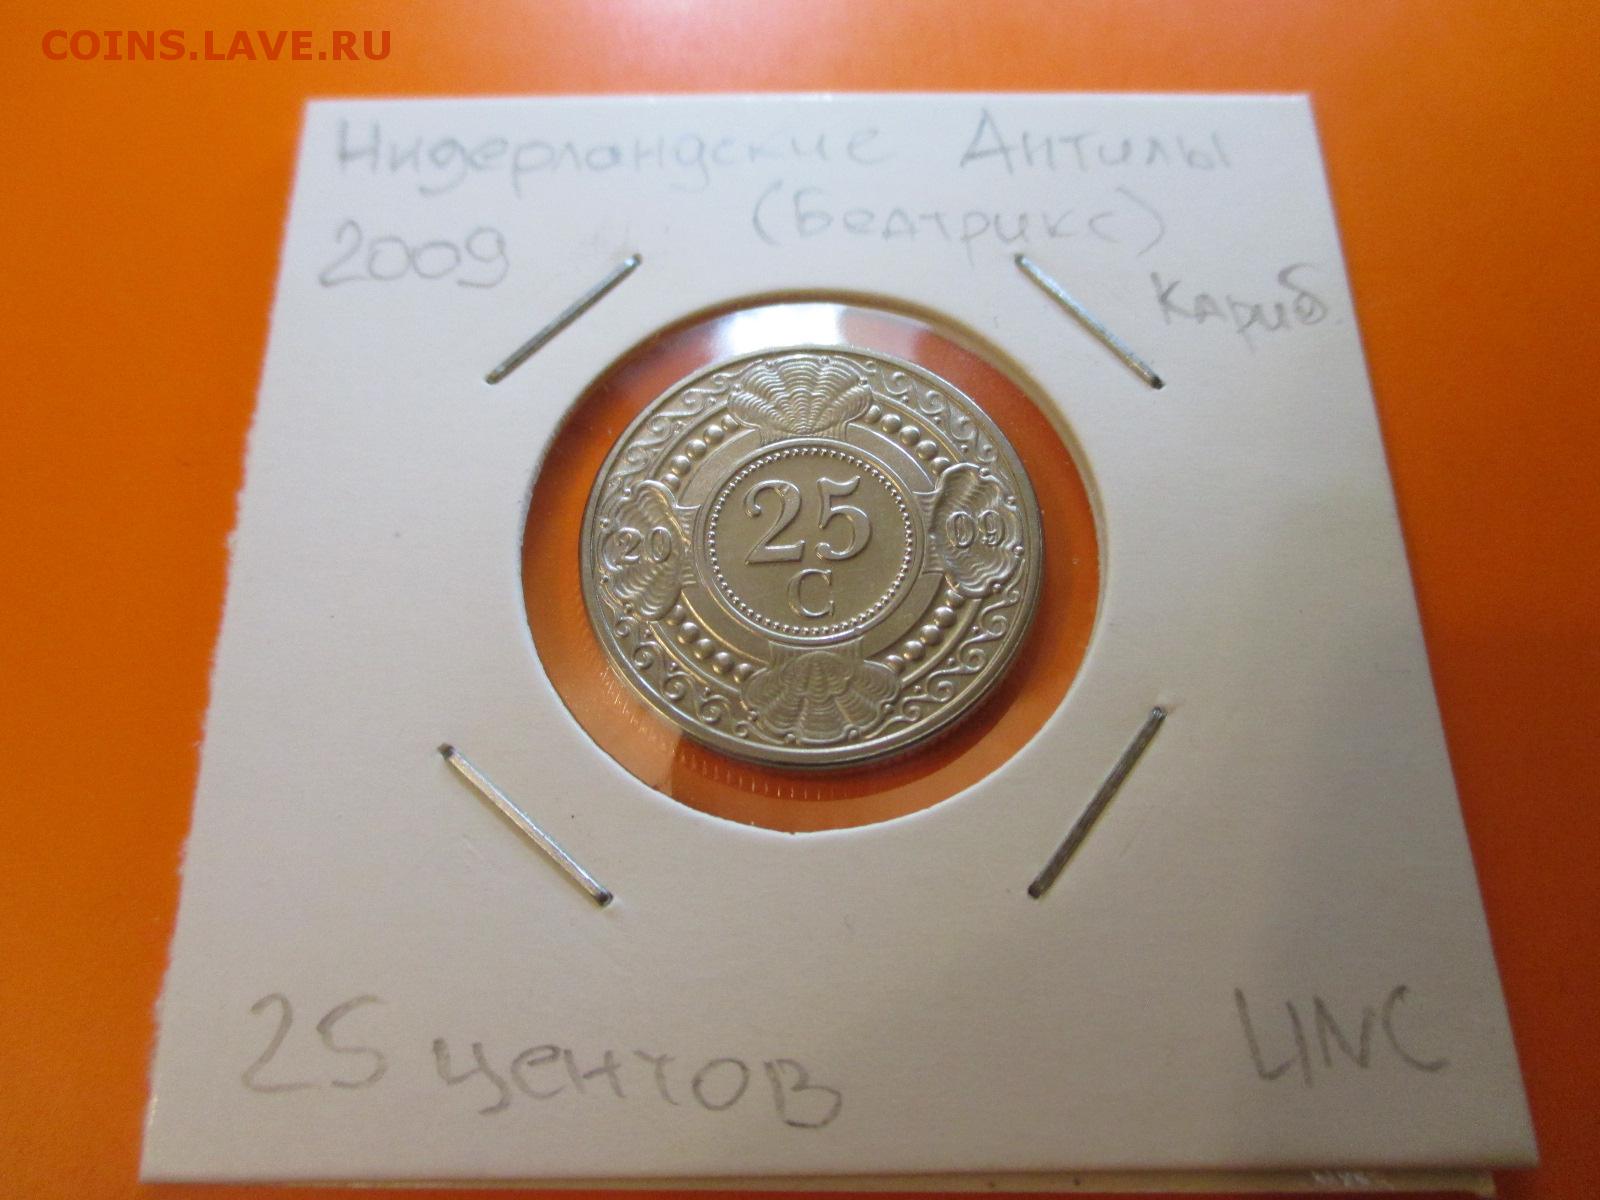 COINS.LAVE.RU
Нидерландские Антилы
(Беатрикс)
2009
Кариб.
25
C
20
09
25 центов
UNC